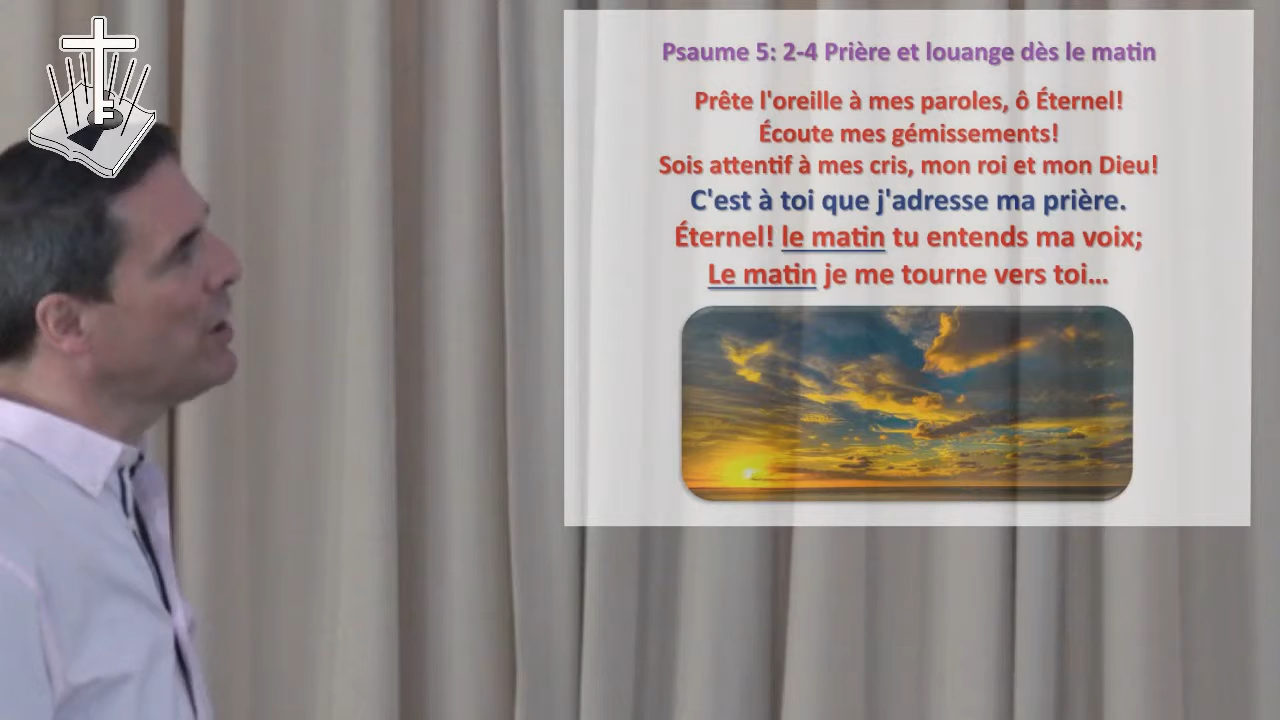 Psaume 5: 2-4 Prière et louange dès le matin
Prête l'oreille à mes paroles, ô Éternel!
Écoute mes gémissements!
Sois attentif à mes cris, mon roi et mon Dieu!
C'est à toi que j'adresse ma prière.
Éternel! le matin tu entends ma voix;
Le matin je me tourne vers toi...